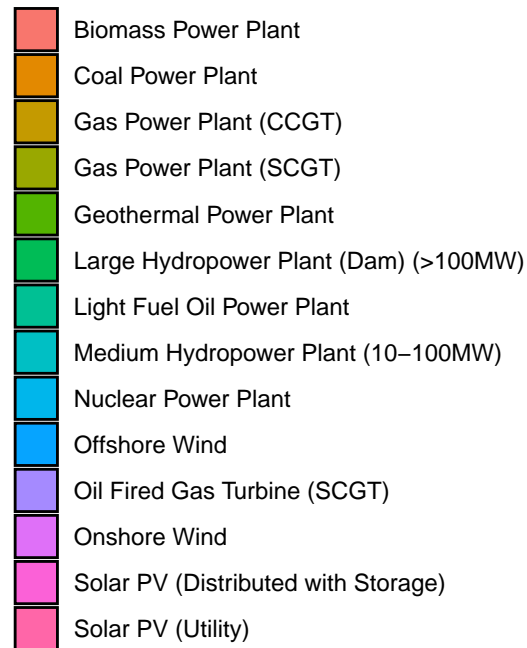 Biomass Power Plant
Coal Power Plant
Gas Power Plant (CCGT)
Gas Power Plant (SCGT)
Geothermal Power Plant
Large Hydropower Plant (Dam) (>100MW)
Light Fuel Oil Power Plant
Medium Hydropower Plant (10–100MW)
Nuclear Power Plant
Offshore Wind
Oil Fired Gas Turbine (SCGT)
Onshore Wind
Solar PV (Distributed with Storage)
Solar PV (Utility)